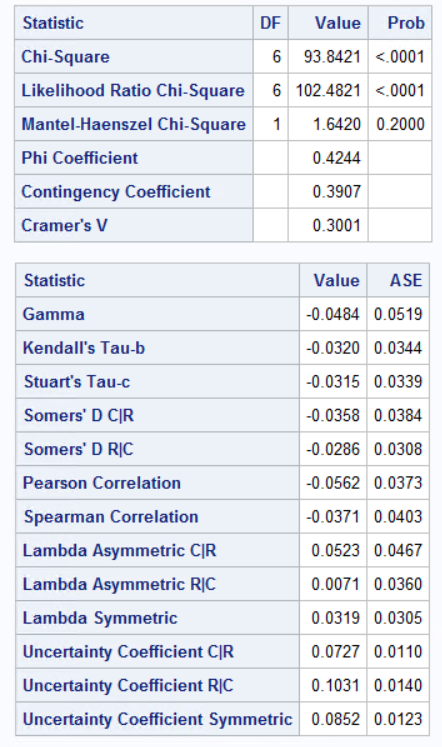 Statistic DF Value Prob
Chi-Square 6 93.8421 <.0001
Likelihood Ratio Chi-Square 6 102.4821 <.0001
Mantel-Haenszel Chi-Square 1 1.6420 0.2000
Phi Coefficient 0.4244
Contingency Coefficient 0.3907
Cramer's V 0.3001
Statistic Value ASE
Gamma -0.0484 0.0519
Kendall's Tau-b -0.0320 0.0344
Stuart's Tau-c -0.0315 0.0339
Somers' D C|R -0.0358 0.0384
Somers' D R|C -0.0286 0.0308
Pearson Correlation -0.0562 0.0373
Spearman Correlation -0.0371 0.0403
Lambda Asymmetric C|R 0.0523 0.0467
Lambda Asymmetric R|C 0.0071 0.0360
Lambda Symmetric 0.0319 0.0305
Uncertainty Coefficient C|R 0.0727 0.0110
Uncertainty Coefficient R|C 0.1031 0.0140
Uncertainty Coefficient Symmetric 0.0852 0.0123